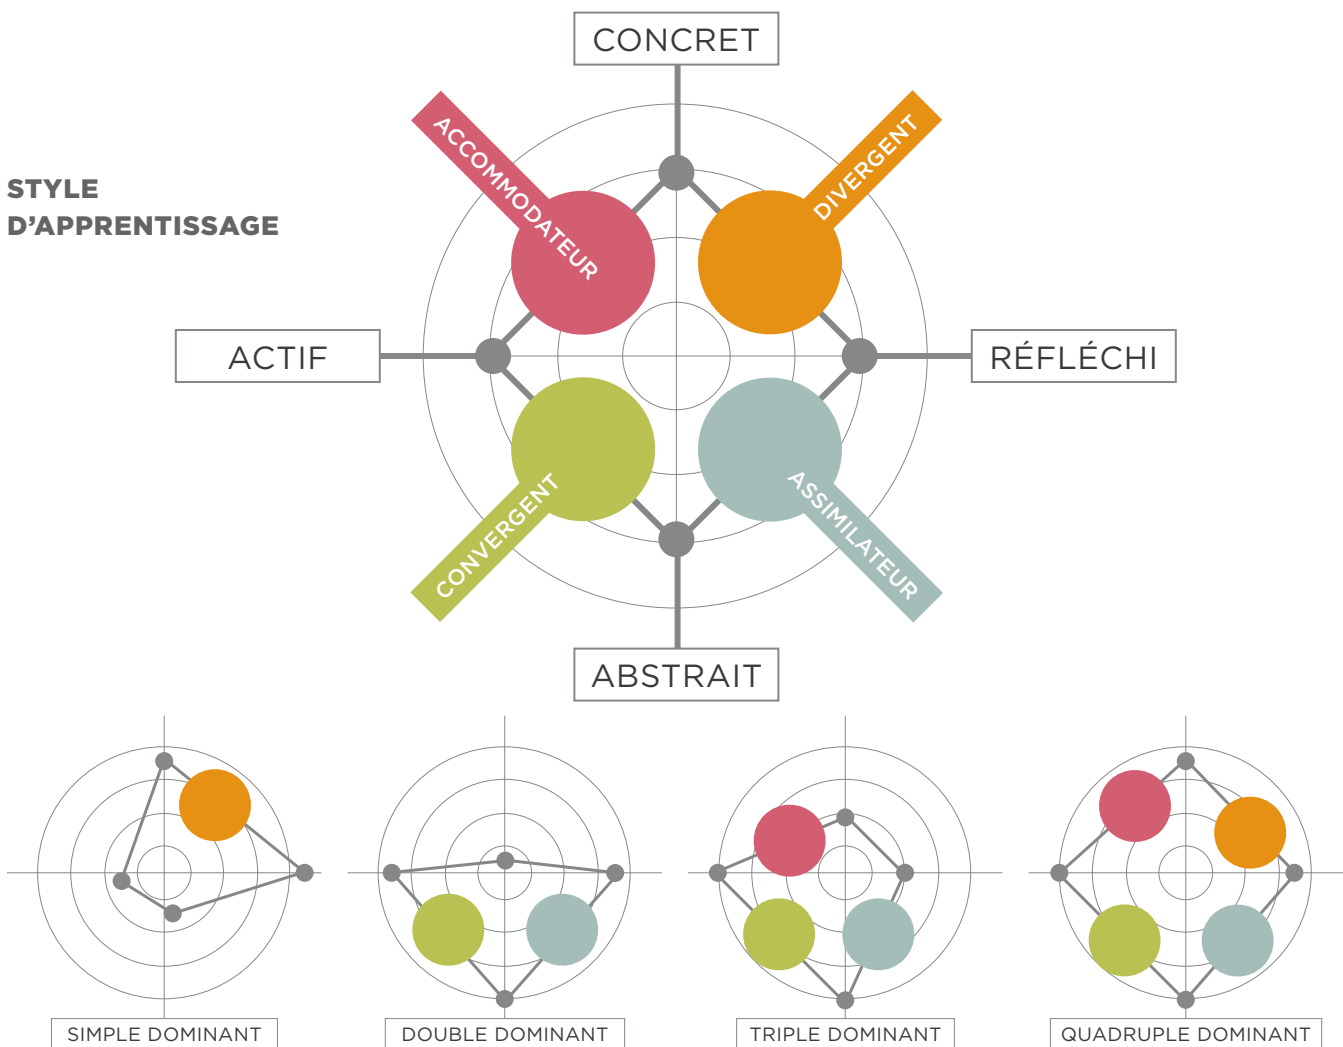 CONCRET
ACCOMMODATEUR
DIVERGENT
STYLE
D'APPRENTISSAGE
ACTIF
RÉFLÉCHI
CONVERGENT
ASSIMILATEUR
ABSTRAIT
SIMPLE DOMINANT
DOUBLE DOMINANT
TRIPLE DOMINANT
QUADRUPLE DOMINANT